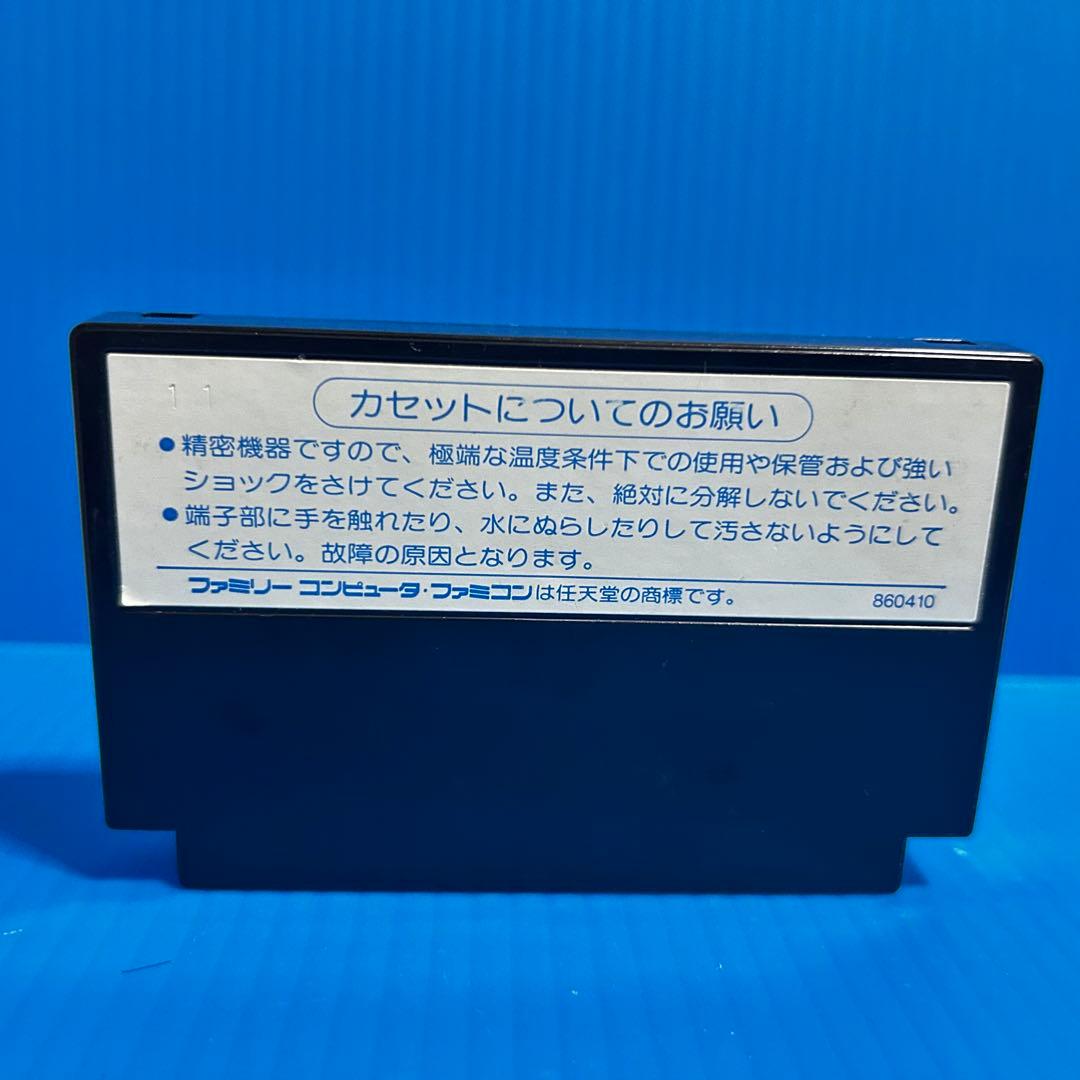 11
カセットについてのお願い
●精密機器ですので、極端な温度条件下での使用や保管および強い
ショックをさけてください。また、絶対に分解しないでください。
●端子部に手を触れたり、水にぬらしたりして汚さないようにして
ください。故障の原因となります。
ファミリー コンピュータ・ファミコンは任天堂の商標です。 860410